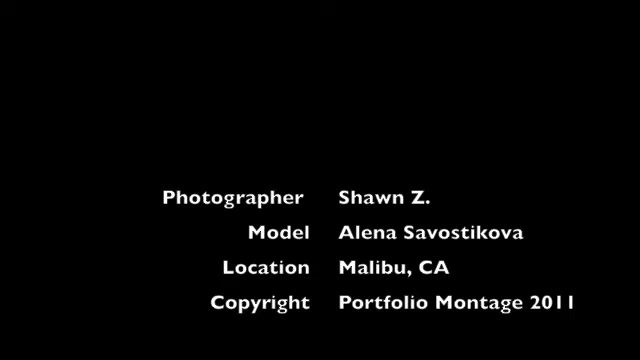 Photographer Shawn Z.
Model Alena Savostikova
Location Malibu, CA
Copyright Portfolio Montage 2011